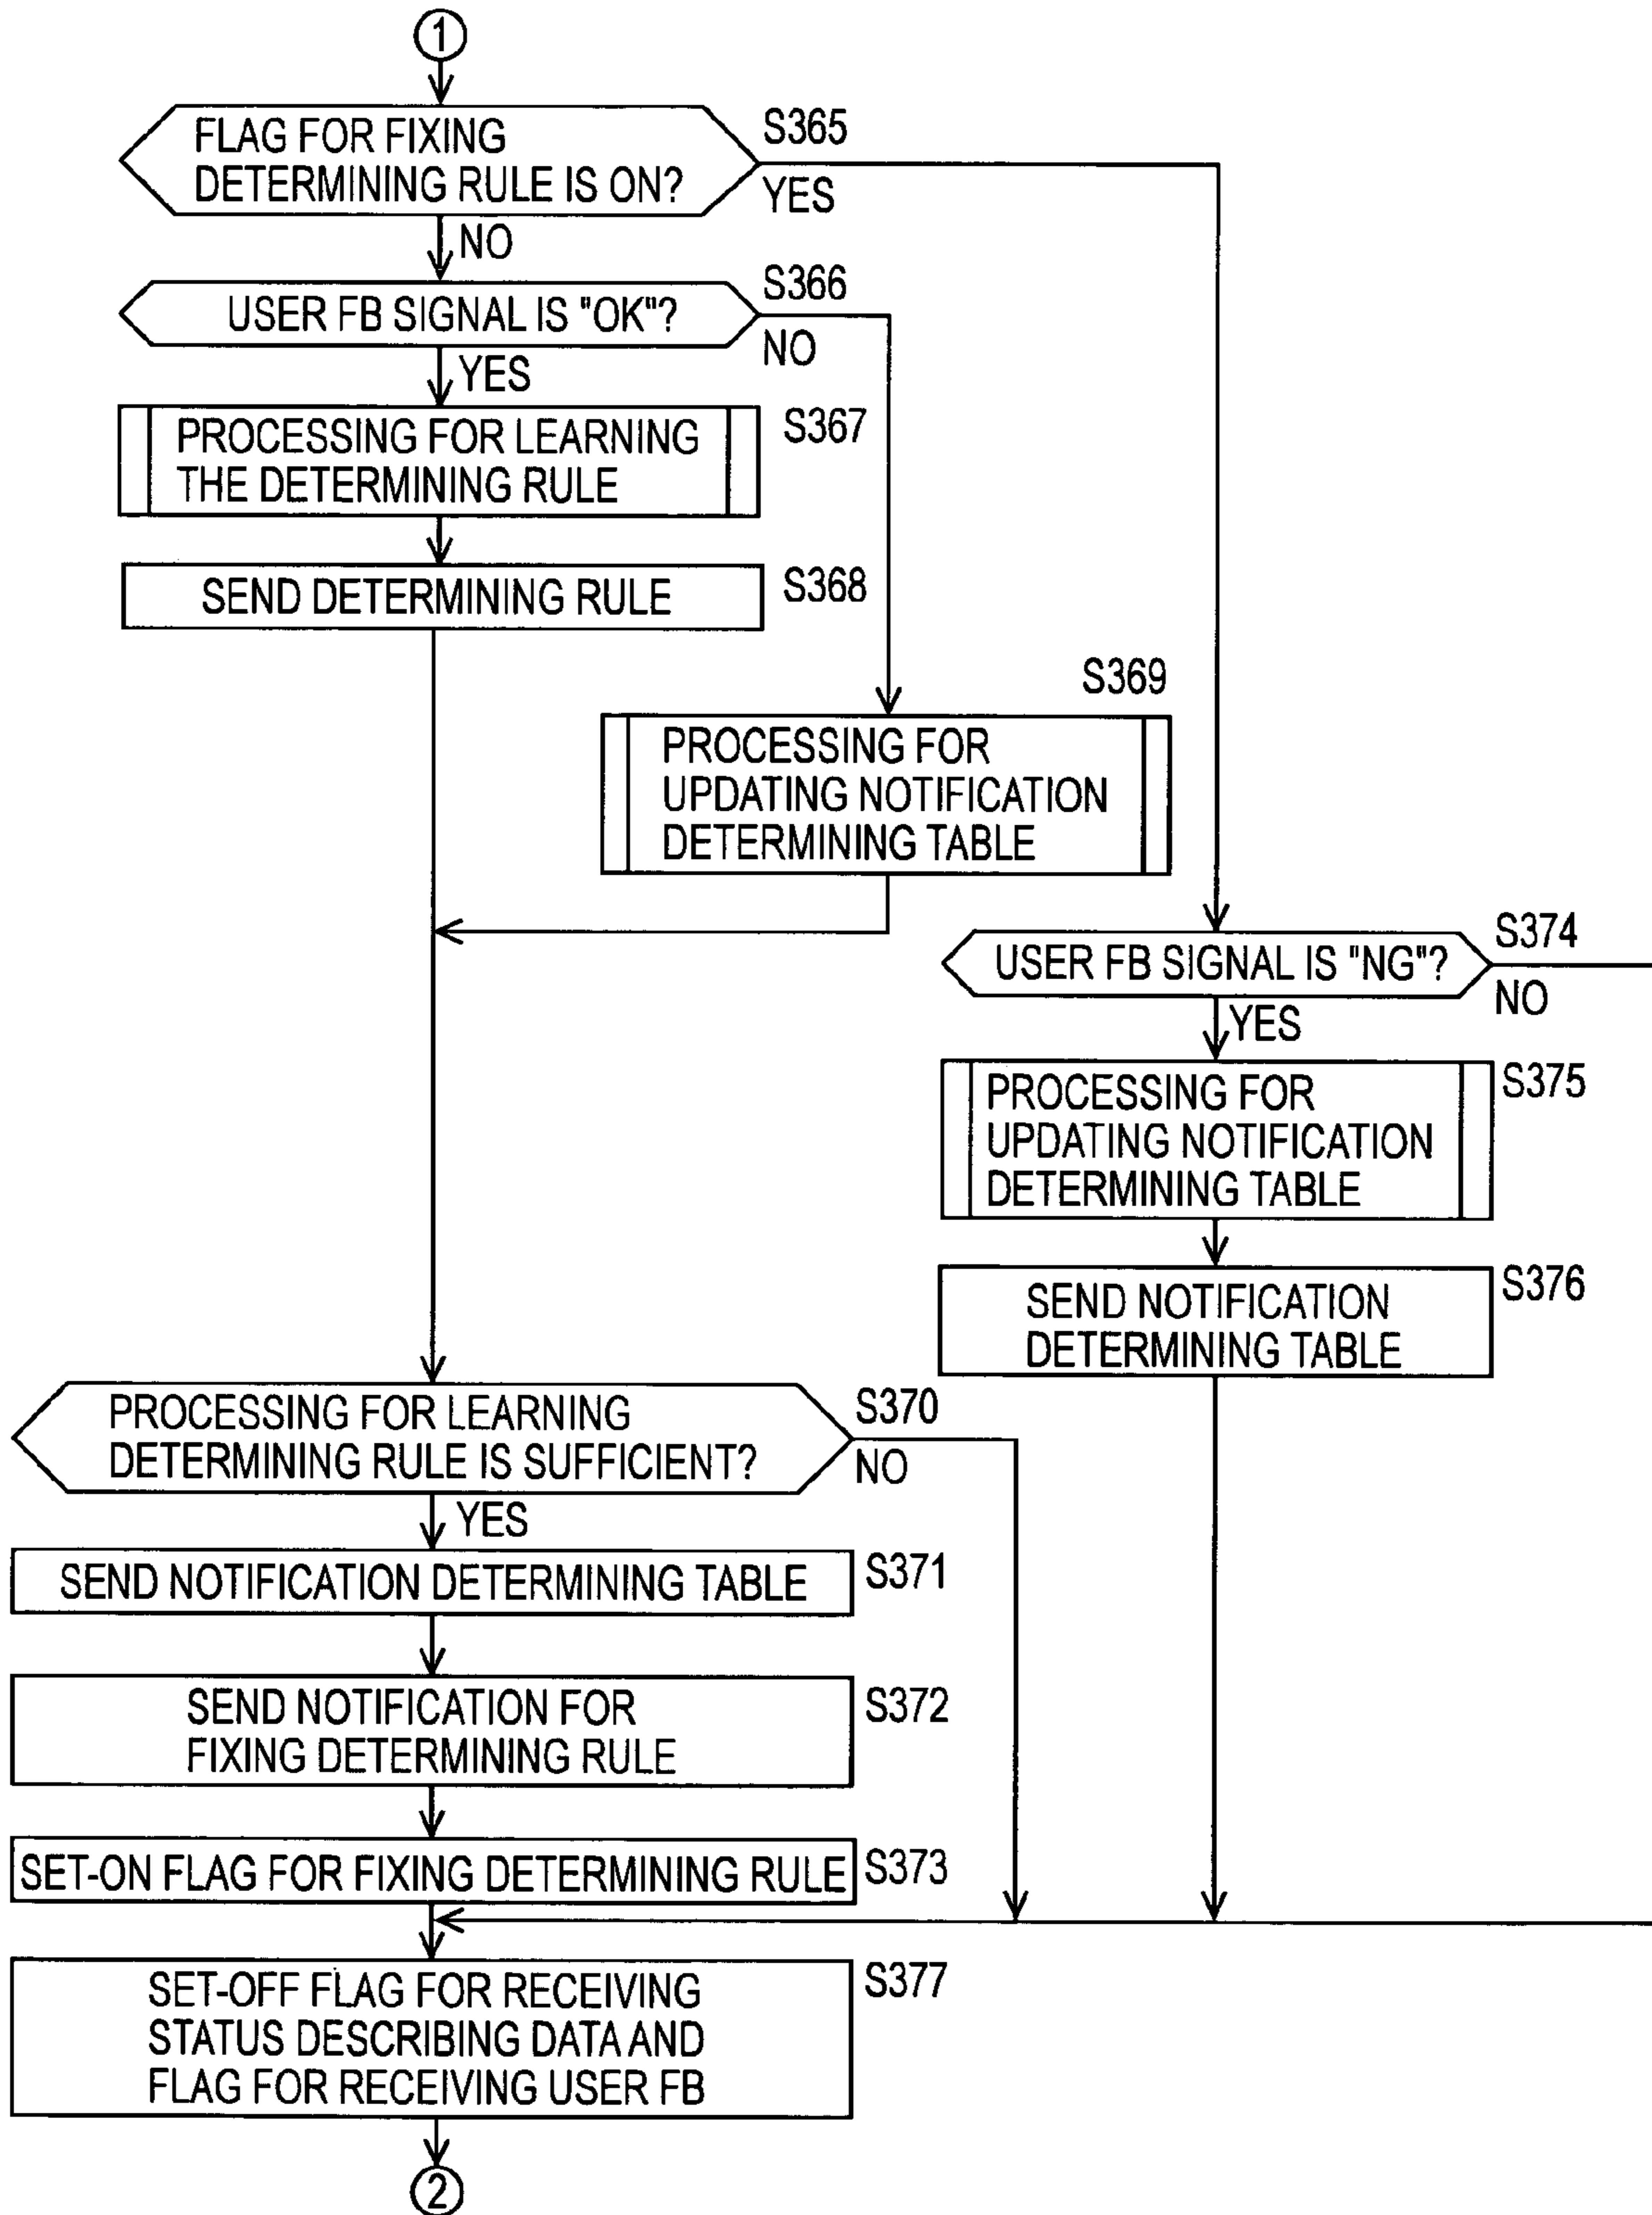 1
FLAG FOR FIXING
DETERMINING RULE IS ON?
S365
YES
NO
USER FB SIGNAL IS "OK"?
S366
NO
YES
PROCESSING FOR LEARNING
THE DETERMINING RULE
S367
SEND DETERMINING RULE
S368
S369
PROCESSING FOR
UPDATING NOTIFICATION
DETERMINING TABLE
USER FB SIGNAL IS "NG"?
S374
NO
YES
PROCESSING FOR
UPDATING NOTIFICATION
DETERMINING TABLE
S375
SEND NOTIFICATION
DETERMINING TABLE
S376
PROCESSING FOR LEARNING
DETERMINING RULE IS SUFFICIENT?
S370
NO
YES
SEND NOTIFICATION DETERMINING TABLE
S371
SEND NOTIFICATION FOR
FIXING DETERMINING RULE
S372
SET-ON FLAG FOR FIXING DETERMINING RULE
S373
SET-OFF FLAG FOR RECEIVING
STATUS DESCRIBING DATA AND
FLAG FOR RECEIVING USER FB
S377
2